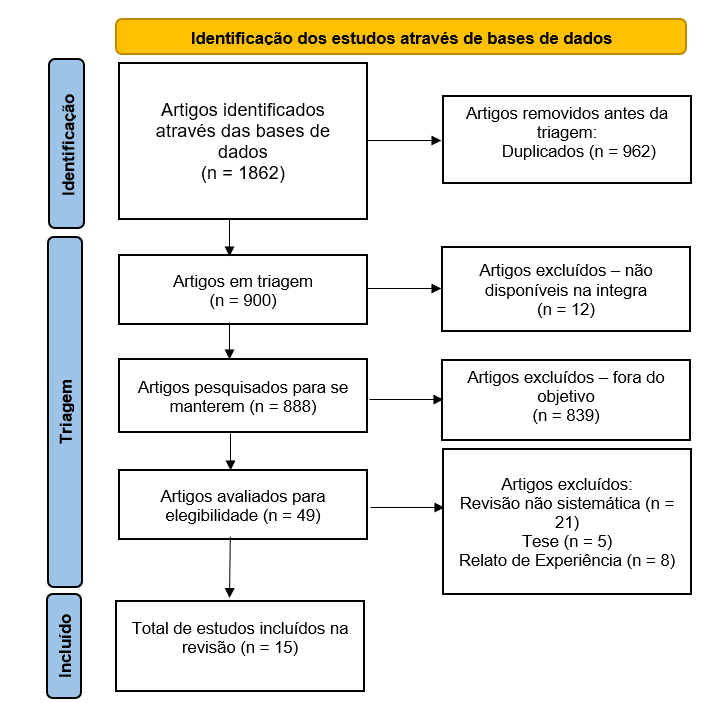 Identificação dos estudos através de bases de dados
Identificação
Artigos identificados
através das bases de
dados
(n = 1862)
Artigos removidos antes da
triagem:
Duplicados (n = 962)
Triagem
Artigos em triagem
(n = 900)
Artigos excluídos – não
disponíveis na integra
(n = 12)
Artigos pesquisados para se
manterem (n = 888)
Artigos excluídos – fora do
objetivo
(n = 839)
Artigos avaliados para
elegibilidade (n = 49)
Artigos excluídos:
Revisão não sistemática (n =
21)
Tese (n = 5)
Relato de Experiência (n = 8)
Incluído
Total de estudos incluídos na
revisão (n = 15)